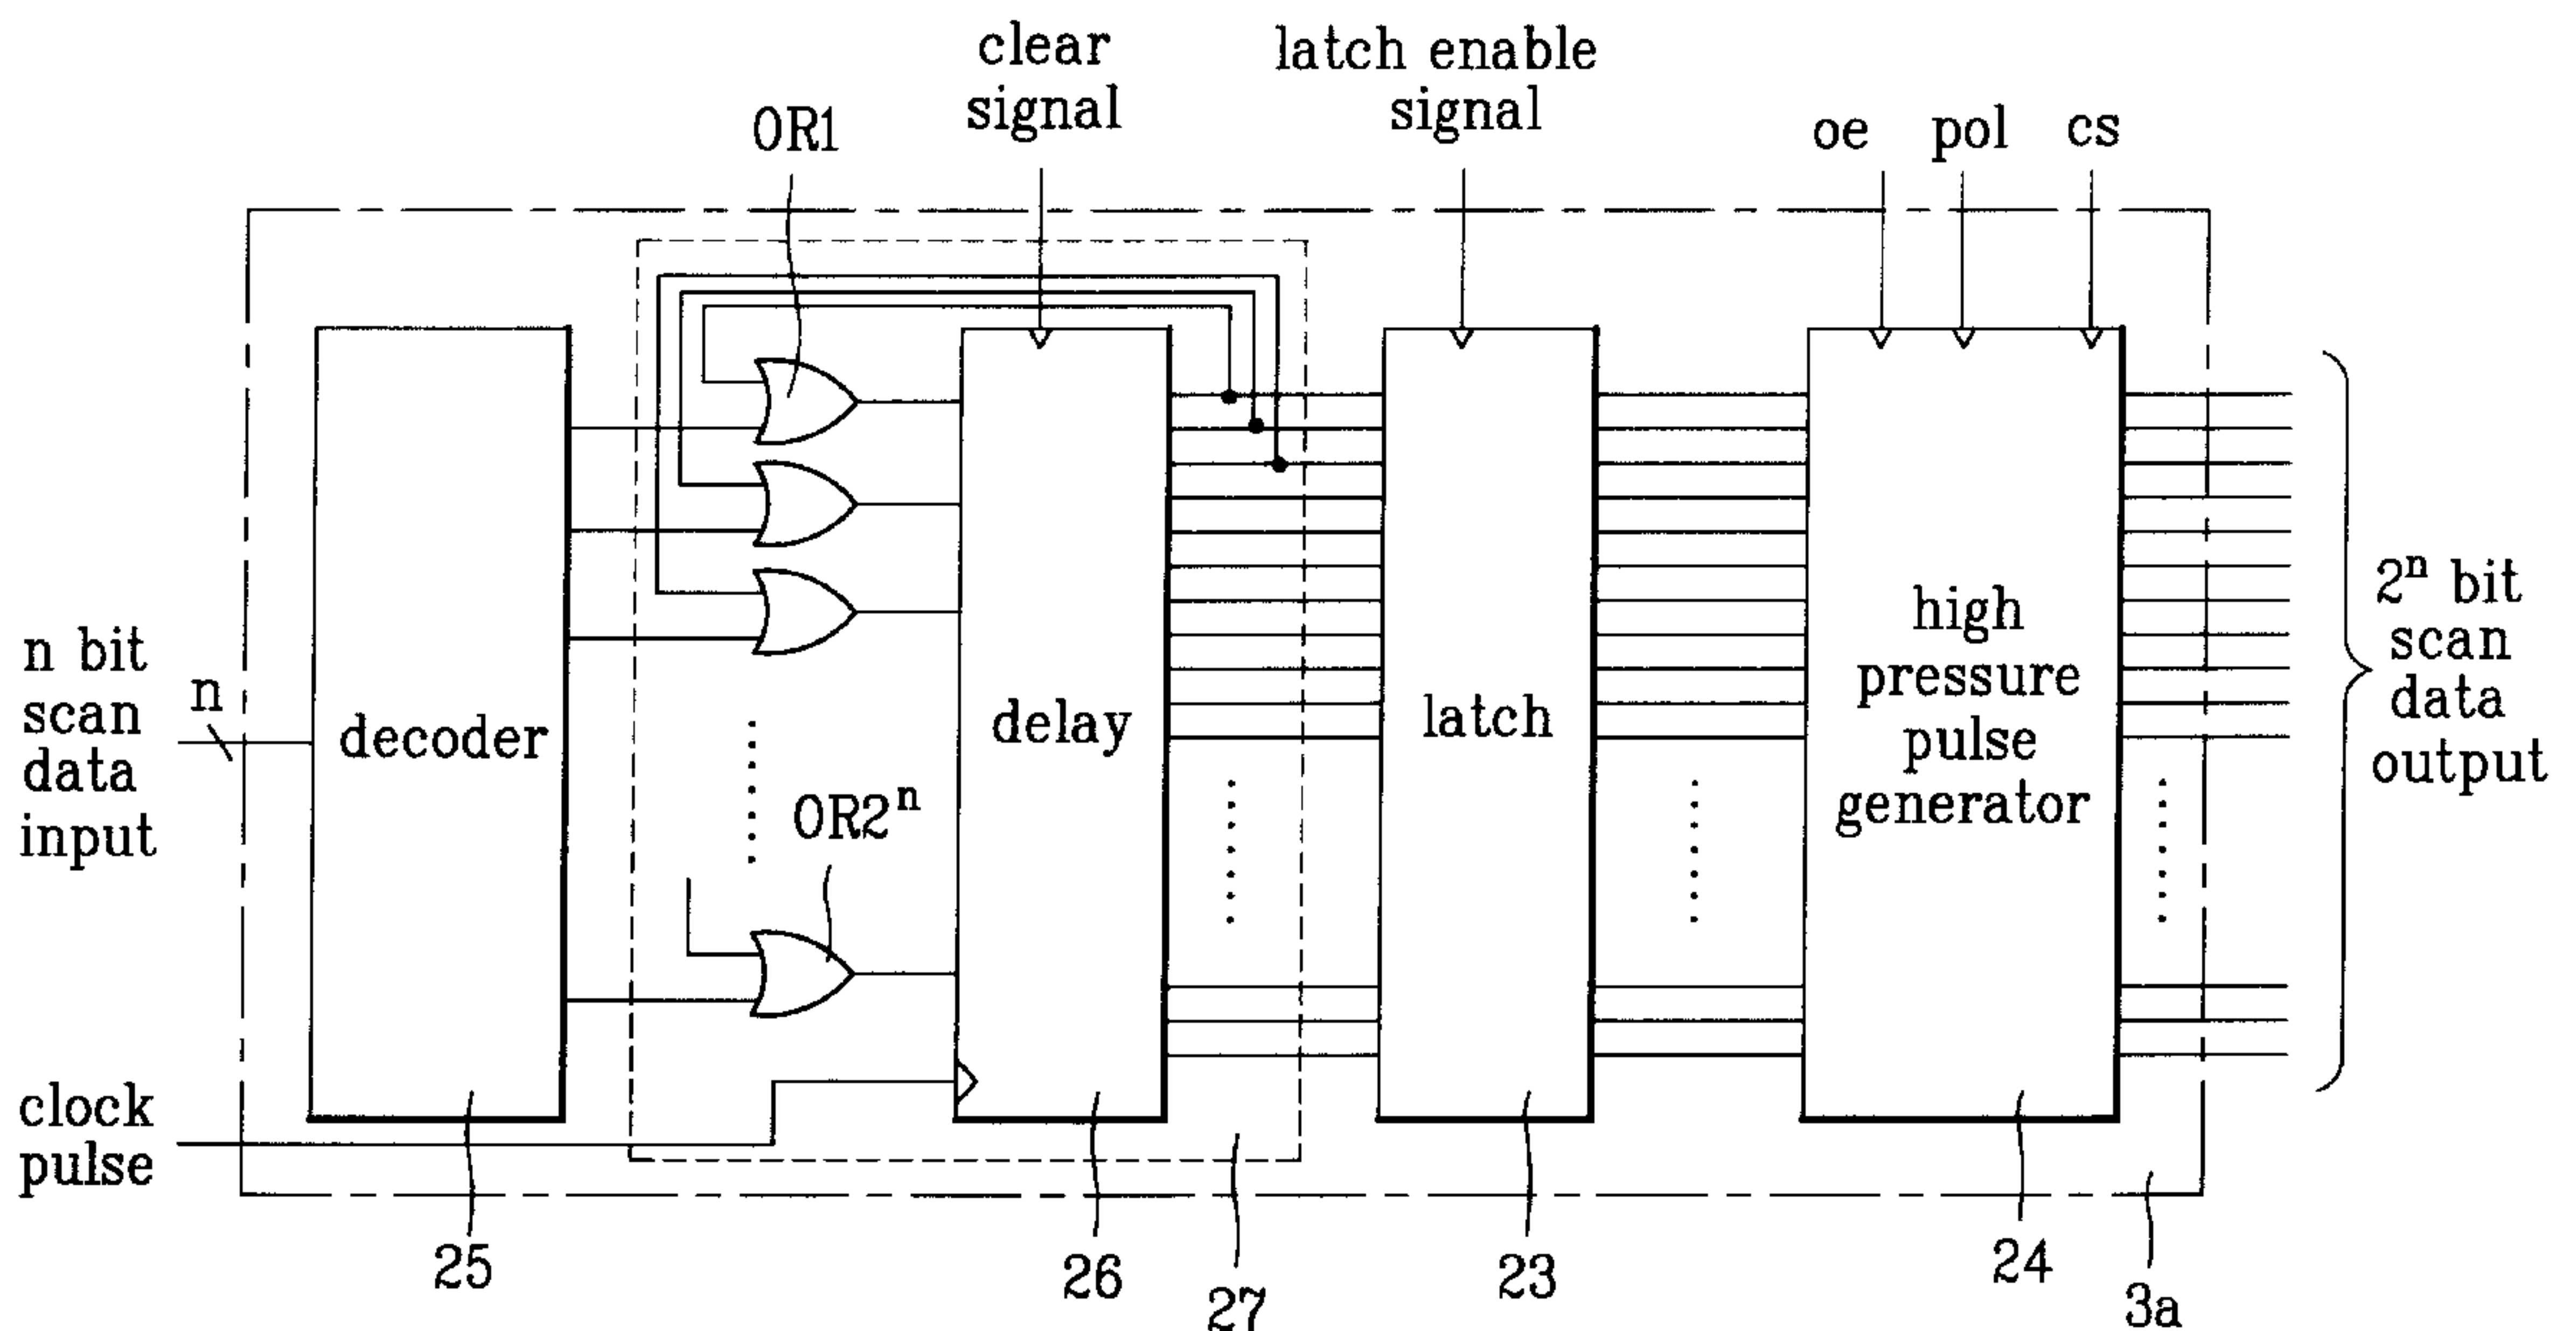 clear
signal
latch enable
signal
OR1
oe
pol
cs
n bit
scan
data
input
n
decoder
OR2ⁿ
delay
latch
high
pressure
pulse
generator
2ⁿ bit
scan
data
output
clock
pulse
25
26
27
23
24
3a